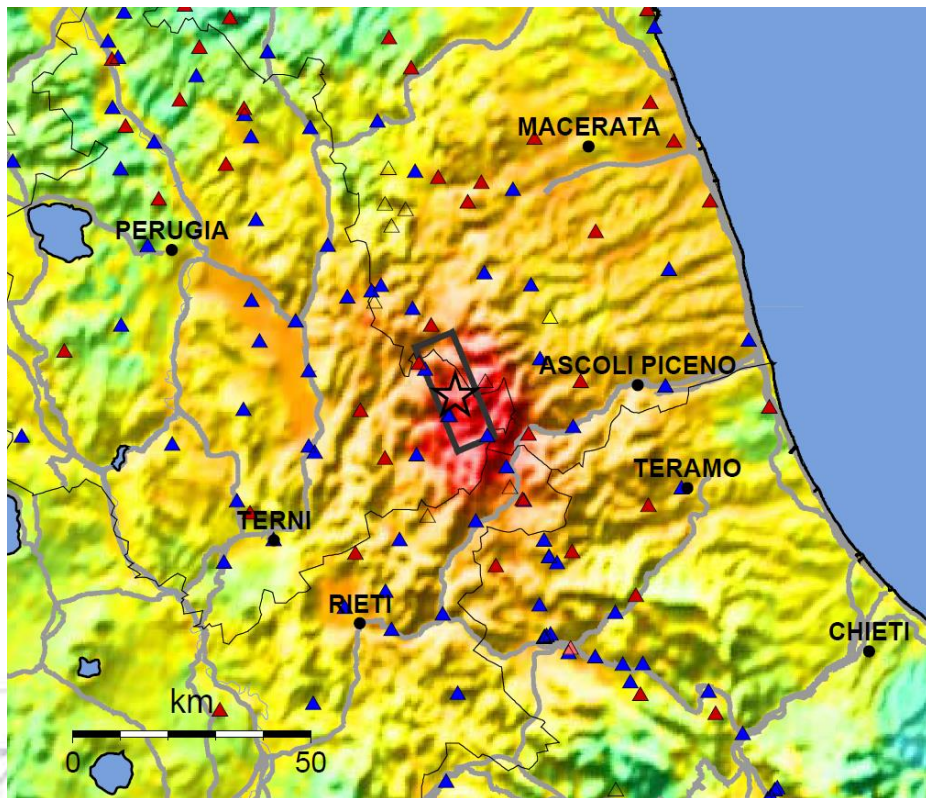 MACERATA
PERUGIA
ASCOLI PICENO
TERAMO
TERNI
RIETI
CHIETI
km
0 50